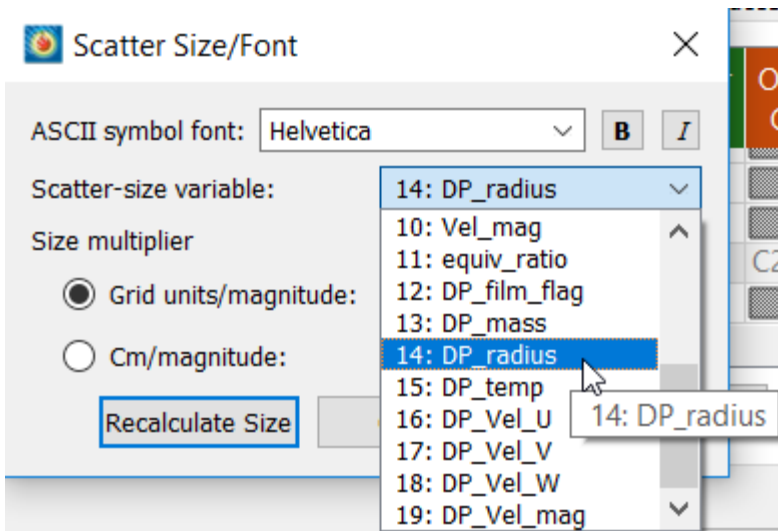 Scatter Size/Font
ASCII symbol font: Helvetica B I
Scatter-size variable: 14: DP_radius
Size multiplier
Grid units/magnitude:
Cm/magnitude:
Recalculate Size
10: Vel_mag
11: equiv_ratio
12: DP_film_flag
13: DP_mass
14: DP_radius
15: DP_temp
16: DP_Vel_U
17: DP_Vel_V
18: DP_Vel_W
19: DP_Vel_mag
14: DP_radius